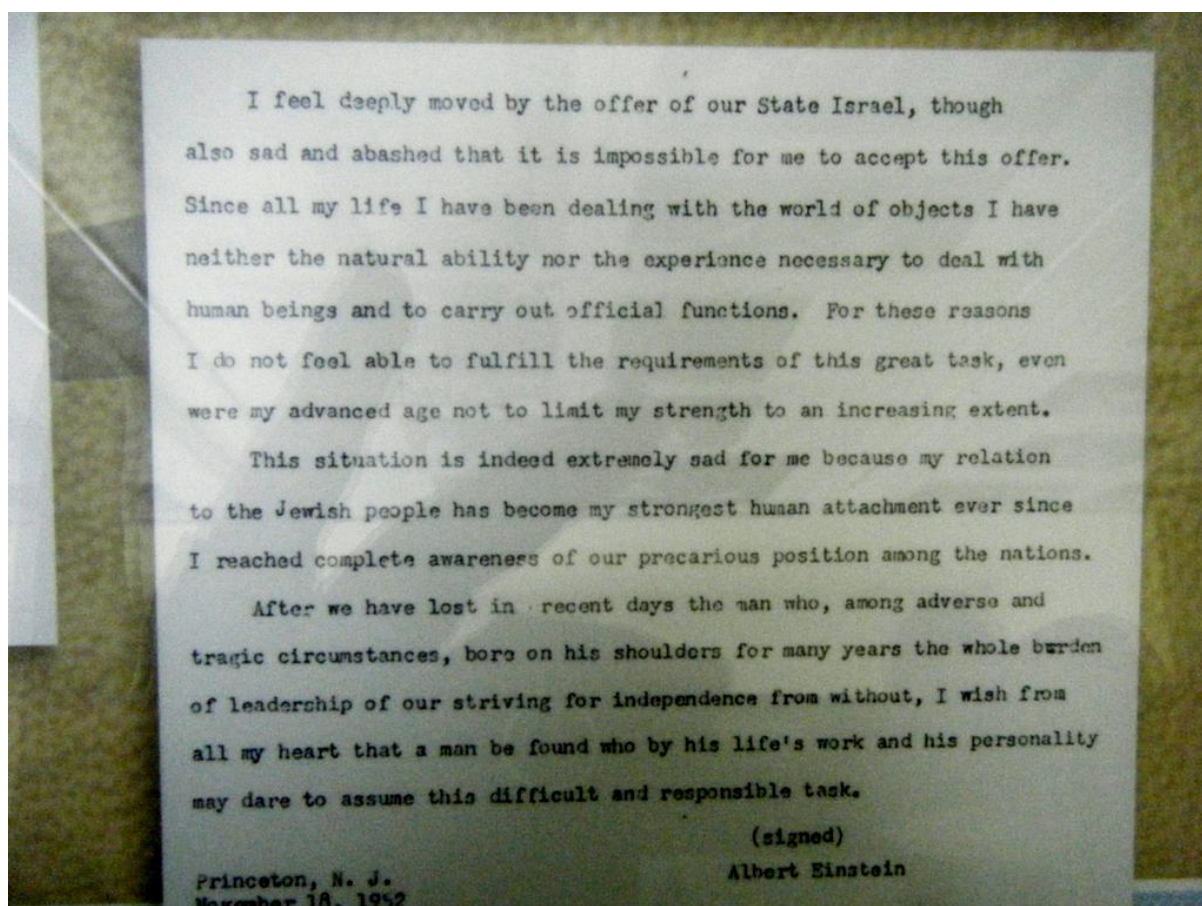 I feel deeply moved by the offer of our State Israel, though
also sad and abashed that it is impossible for me to accept this offer.
Since all my life I have been dealing with the world of objects I have
neither the natural ability nor the experience necessary to deal with
human beings and to carry out official functions. For these reasons
I do not feel able to fulfill the requirements of this great task, even
were my advanced age not to limit my strength to an increasing extent.
This situation is indeed extremely sad for me because my relation
to the Jewish people has become my strongest human attachment ever since
I reached complete awareness of our precarious position among the nations.
After we have lost in recent days the man who, among adverse and
tragic circumstances, bore on his shoulders for many years the whole burden
of leadership of our striving for independence from without, I wish from
all my heart that a man be found who by his life's work and his personality
may dare to assume this difficult and responsible task.
(signed)
Albert Einstein
Princeton, N. J.
November 18, 1952